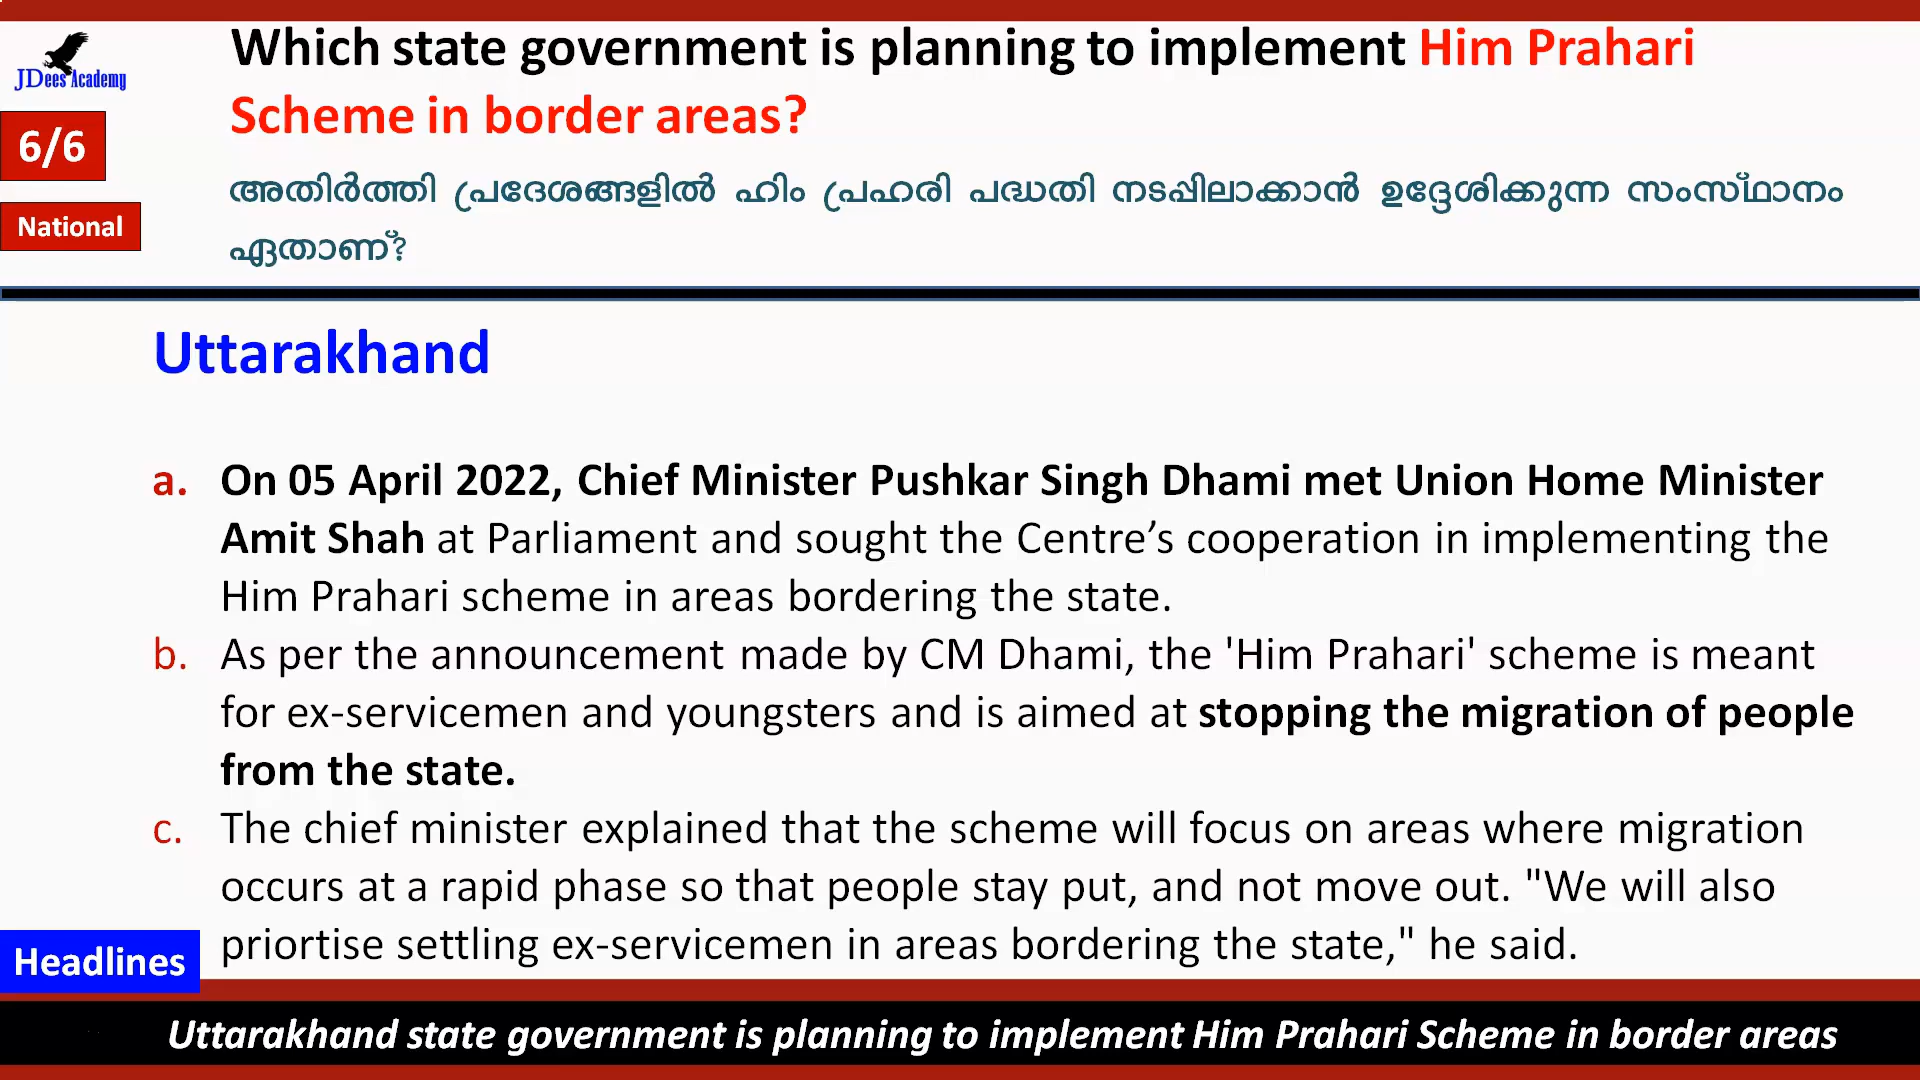 Which state government is planning to implement Him Prahari
Scheme in border areas?
JDees Academy
6/6
National
അതിർത്തി പ്രദേശങ്ങളിൽ ഹിം പ്രഹരി പദ്ധതി നടപ്പിലാക്കാൻ ഉദ്ദേശിക്കുന്ന സംസ്ഥാനം
ഏതാണ്?
Uttarakhand
a. On 05 April 2022, Chief Minister Pushkar Singh Dhami met Union Home Minister
Amit Shah at Parliament and sought the Centre’s cooperation in implementing the
Him Prahari scheme in areas bordering the state.
b. As per the announcement made by CM Dhami, the 'Him Prahari' scheme is meant
for ex-servicemen and youngsters and is aimed at stopping the migration of people
from the state.
c. The chief minister explained that the scheme will focus on areas where migration
occurs at a rapid phase so that people stay put, and not move out. "We will also
priortise settling ex-servicemen in areas bordering the state," he said.
Headlines
Uttarakhand state government is planning to implement Him Prahari Scheme in border areas